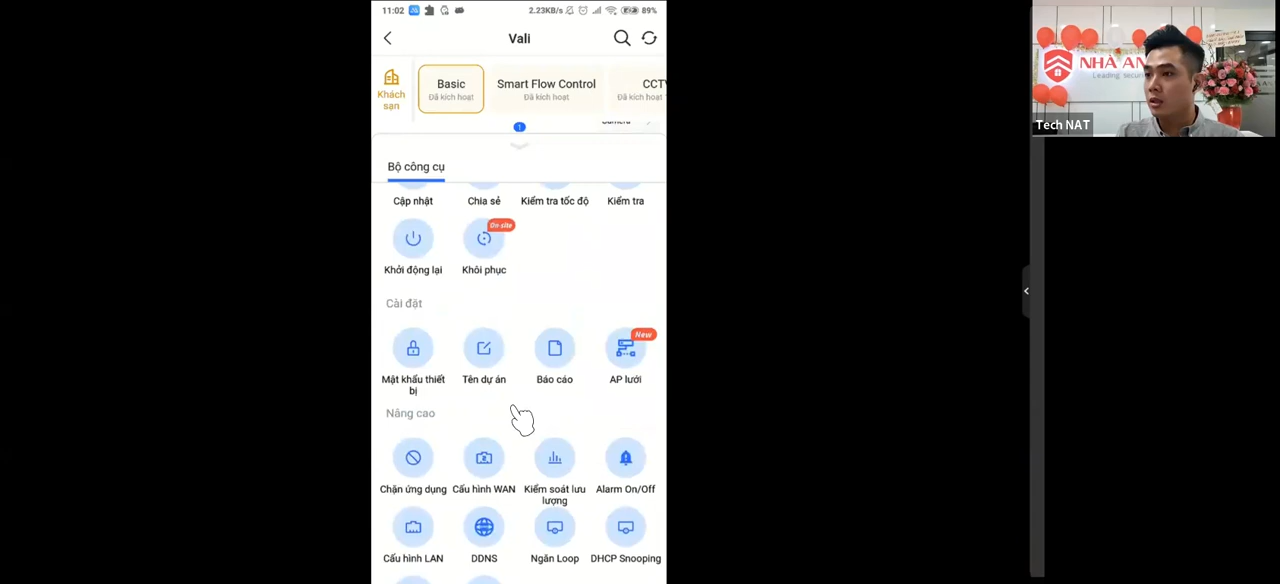 11:02
2.23KB/s
89%
Vali
Khách sạn
Basic
Đã kích hoạt
Smart Flow Control
Đã kích hoạt
CCTV
Đã kích hoạt
1
Bộ công cụ
Cập nhật
Chia sẻ
Kiểm tra tốc độ
Kiểm tra
On site
Khởi động lại
Khôi phục
Cài đặt
New
Mật khẩu thiết bị
Tên dự án
Báo cáo
AP lưới
Nâng cao
Chặn ứng dụng
Cấu hình WAN
Kiểm soát lưu lượng
Alarm On/Off
Cấu hình LAN
DDNS
Ngăn Loop
DHCP Snooping
NHÀ AN
Leading secur
Tech NAT